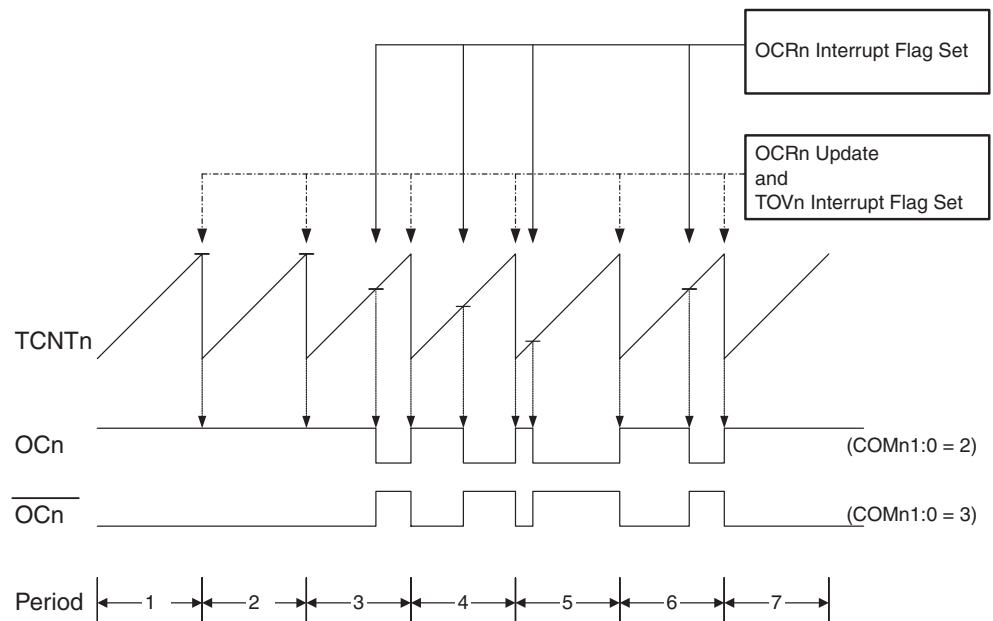 OCRn Interrupt Flag Set
OCRn Update
and
TOVn Interrupt Flag Set
TCNTn
OCn
(COMn1:0 = 2)
OCn
(COMn1:0 = 3)
Period
1
2
3
4
5
6
7